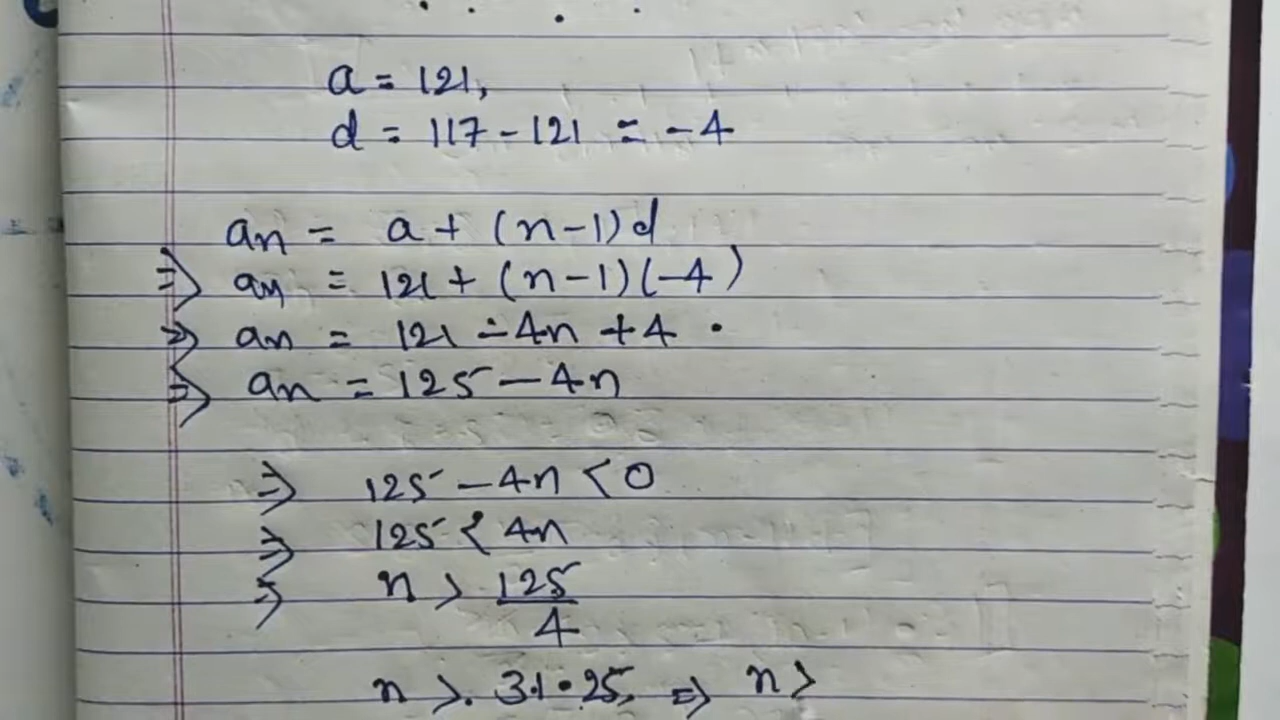 a = 121,
d = 117 - 121 = -4
an = a + (n-1)d
⇒ an = 121 + (n-1)(-4)
⇒ an = 121 - 4n + 4 .
⇒ an = 125 - 4n
⇒ 125 - 4n < 0
⇒ 125 < 4n
⇒ n > 125/4
n > 31.25 ⇒ n >